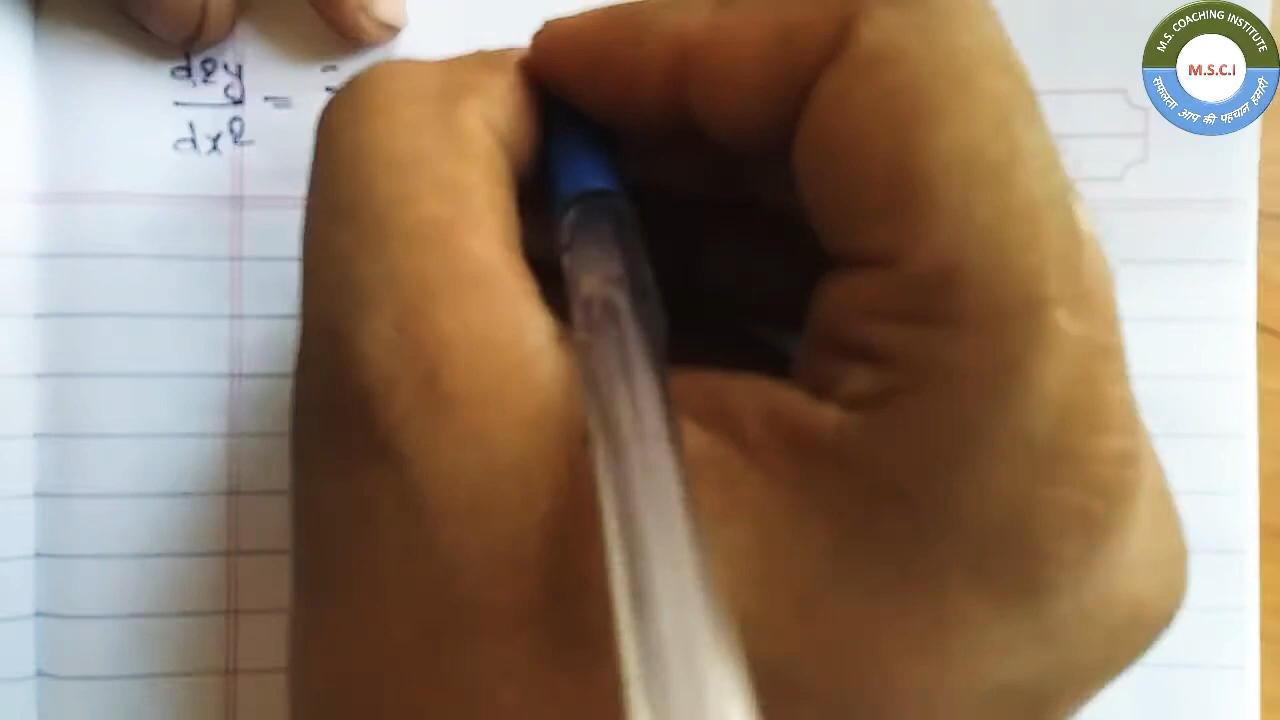 d2y
— =
dx2
M.S. COACHING INSTITUTE
M.S.C.I
सफलता आप की पहचान हमारी